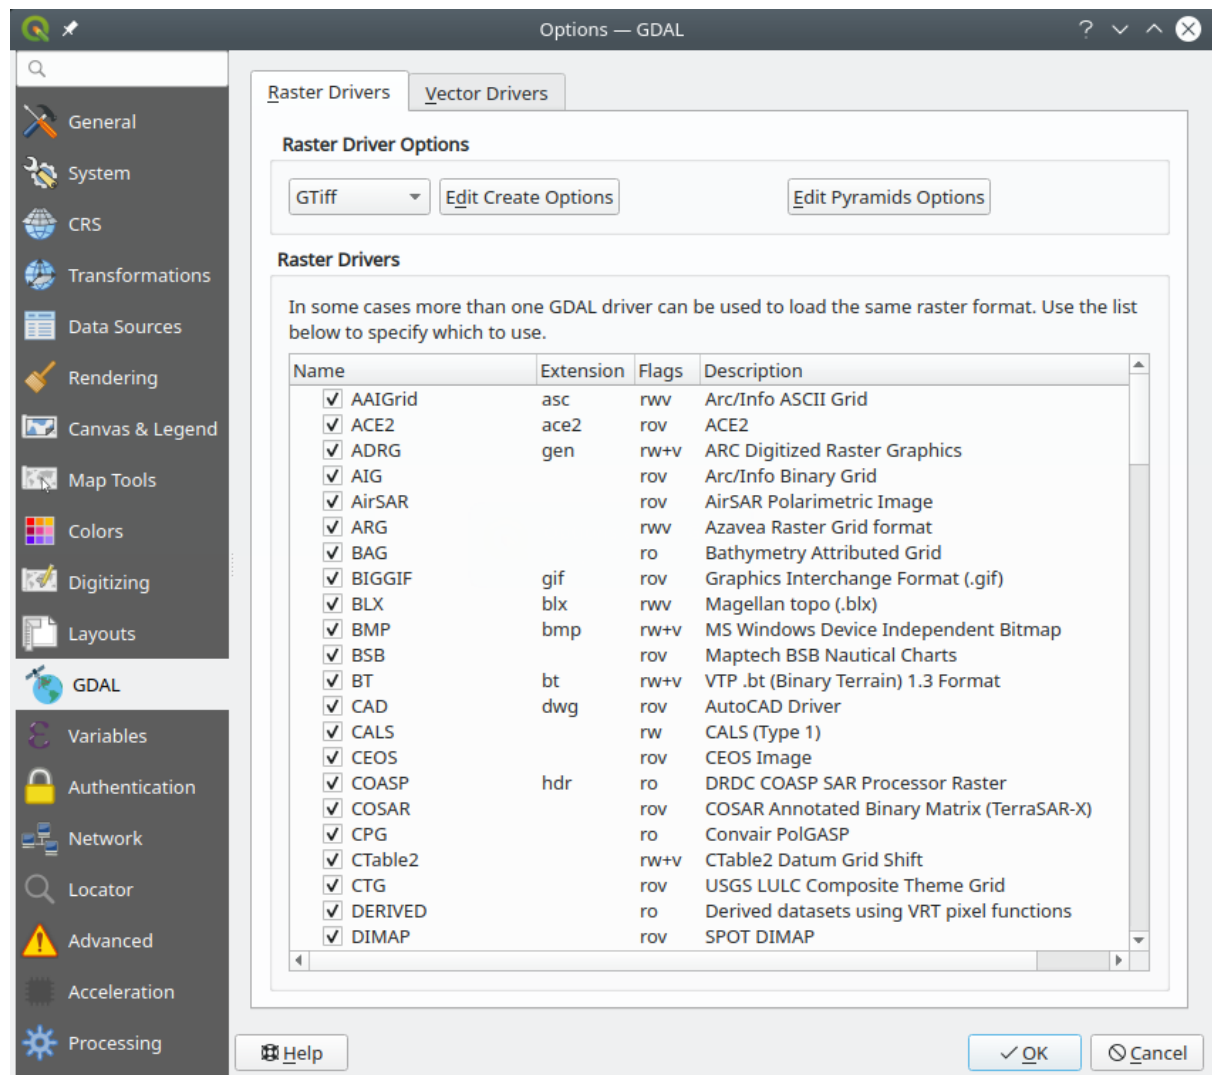 Options — GDAL
General
System
CRS
Transformations
Data Sources
Rendering
Canvas & Legend
Map Tools
Colors
Digitizing
Layouts
GDAL
Variables
Authentication
Network
Locator
Advanced
Acceleration
Processing
Raster Drivers Vector Drivers
Raster Driver Options
GTiff Edit Create Options Edit Pyramids Options
Raster Drivers
In some cases more than one GDAL driver can be used to load the same raster format. Use the list
below to specify which to use.
Name Extension Flags Description
AAIGrid asc rwv Arc/Info ASCII Grid
ACE2 ace2 rov ACE2
ADRG gen rw+v ARC Digitized Raster Graphics
AIG rov Arc/Info Binary Grid
AirSAR rov AirSAR Polarimetric Image
ARG rwv Azavea Raster Grid format
BAG ro Bathymetry Attributed Grid
BIGGIF gif rov Graphics Interchange Format (.gif)
BLX blx rwv Magellan topo (.blx)
BMP bmp rw+v MS Windows Device Independent Bitmap
BSB rov Maptech BSB Nautical Charts
BT bt rw+v VTP .bt (Binary Terrain) 1.3 Format
CAD dwg rov AutoCAD Driver
CALS rw CALS (Type 1)
CEOS rov CEOS Image
COASP hdr ro DRDC COASP SAR Processor Raster
COSAR rov COSAR Annotated Binary Matrix (TerraSAR-X)
CPG ro Convair PolGASP
CTable2 rw+v CTable2 Datum Grid Shift
CTG rov USGS LULC Composite Theme Grid
DERIVED ro Derived datasets using VRT pixel functions
DIMAP rov SPOT DIMAP
Help OK Cancel